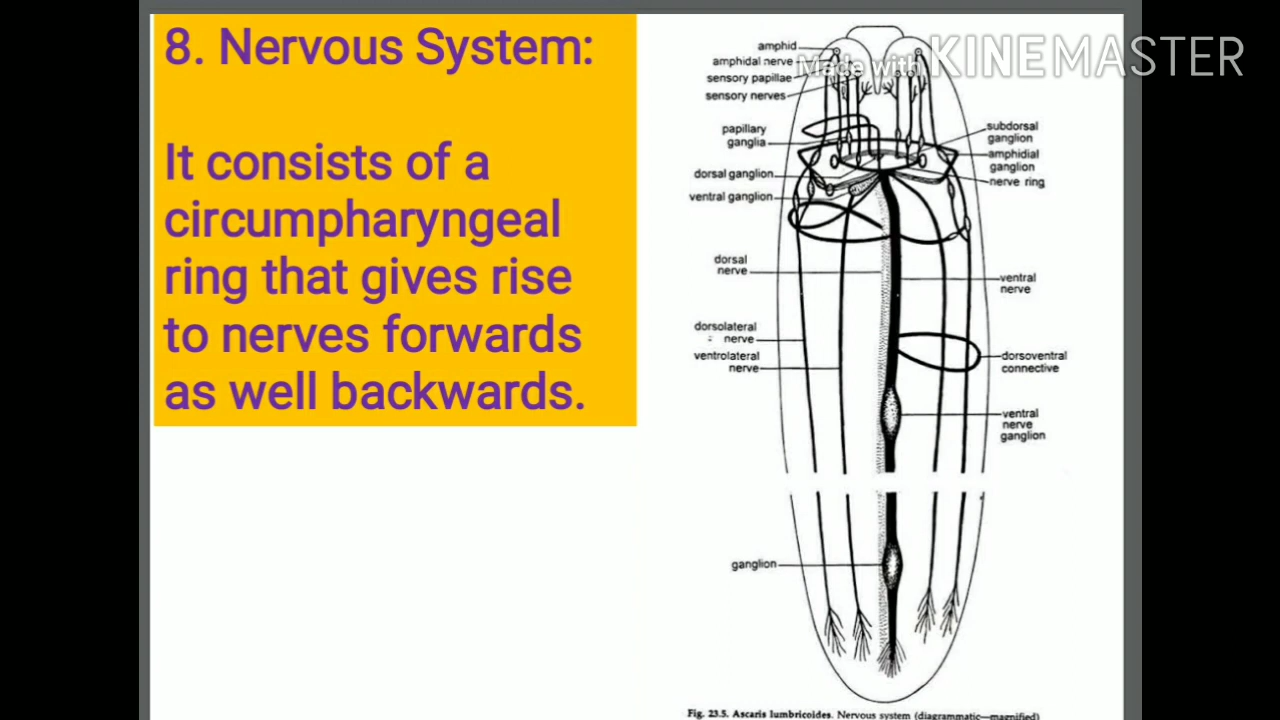 8. Nervous System:
It consists of a
circumpharyngeal
ring that gives rise
to nerves forwards
as well backwards.
Made with KINEMASTER
amphid
amphidal nerve
sensory papillae
sensory nerves
papillary
ganglia
dorsal ganglion
ventral ganglion
dorsal
nerve
dorsolateral
nerve
ventrolateral
nerve
ganglion
subdorsal
ganglion
amphidial
ganglion
nerve ring
ventral
nerve
dorsoventral
connective
ventral
nerve
ganglion
Fig. 23.5. Ascaris lumbricoides. Nervous system (diagrammatic—magnified)